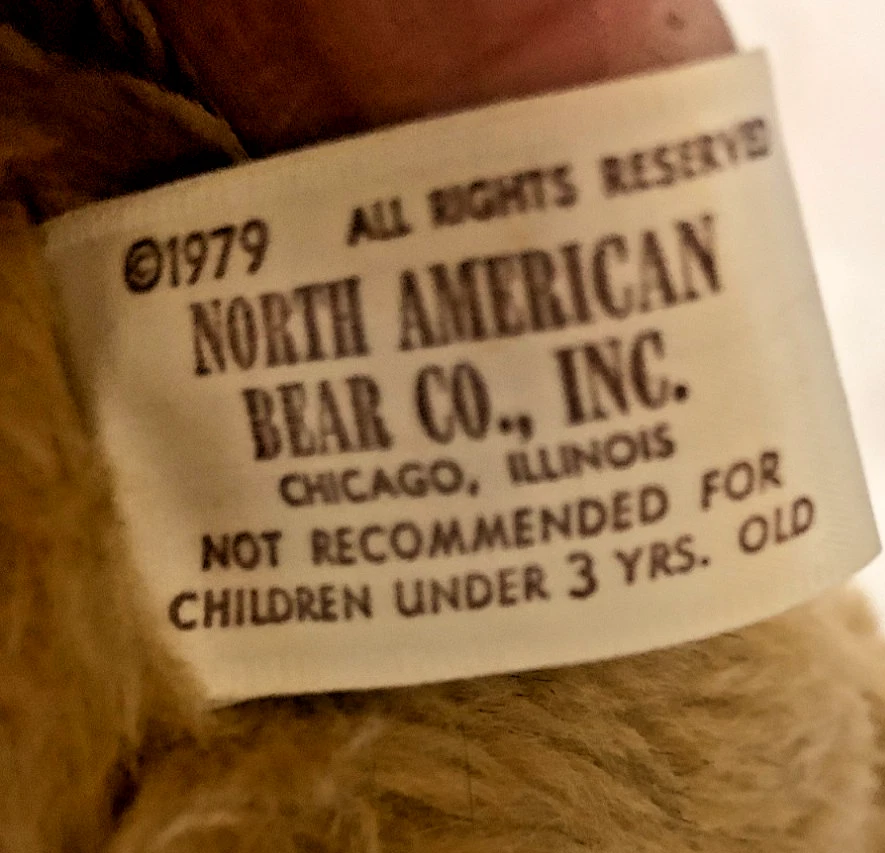 ©1979 ALL RIGHTS RESERVED
NORTH AMERICAN
BEAR CO., INC.
CHICAGO, ILLINOIS
NOT RECOMMENDED FOR
CHILDREN UNDER 3 YRS. OLD